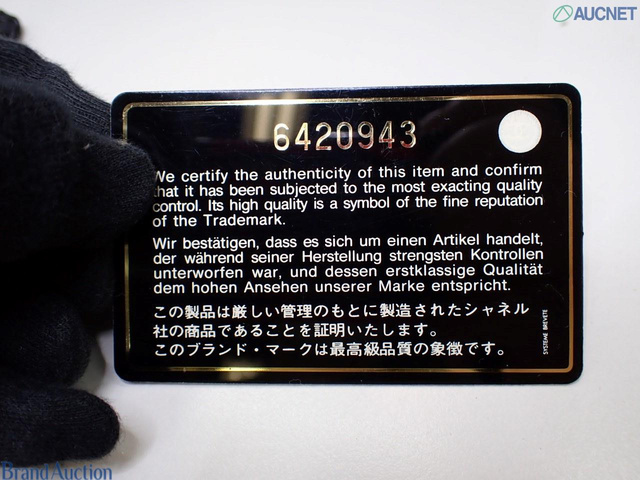 AUCNET
6420943
We certify the authenticity of this item and confirm
that it has been subjected to the most exacting quality
control. Its high quality is a symbol of the fine reputation
of the Trademark.
Wir bestätigen, dass es sich um einen Artikel handelt,
der während seiner Herstellung strengsten Kontrollen
unterworfen war, und dessen erstklassige Qualität
dem hohen Ansehen unserer Marke entspricht.
この製品は厳しい管理のもとに製造されたシャネル
社の商品であることを証明いたします。
このブランド・マークは最高級品質の象徴です。
SYSTEME BREVETE
Brand Auction